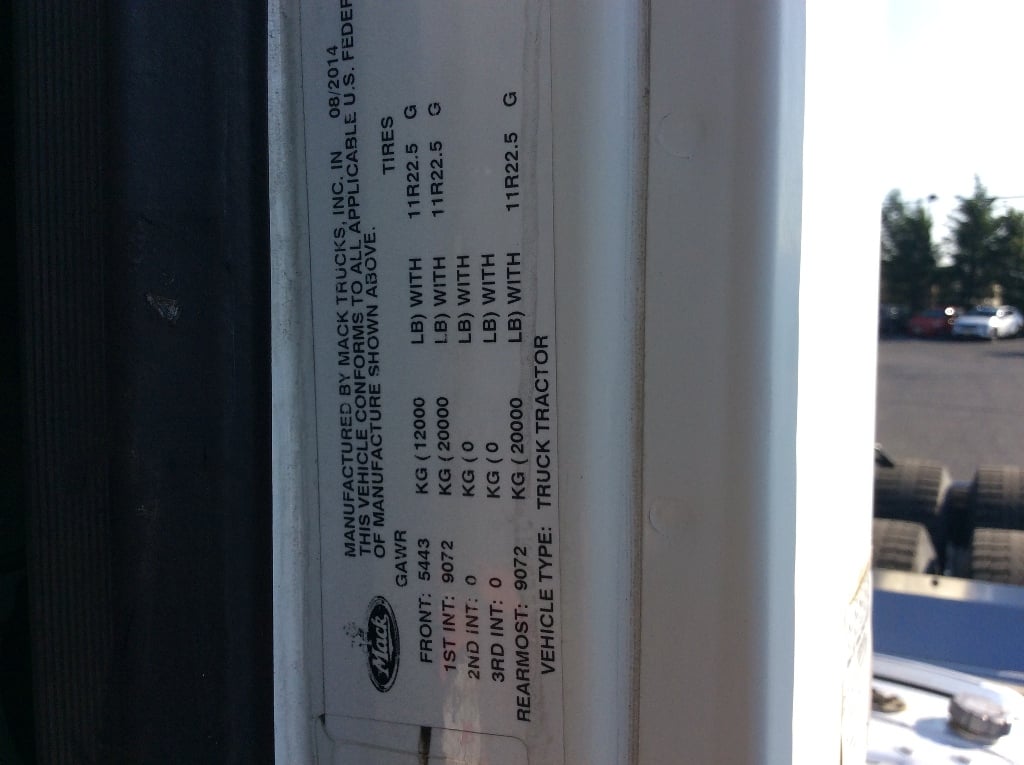 Mack
MANUFACTURED BY MACK TRUCKS, INC. IN 08/2014
THIS VEHICLE CONFORMS TO ALL APPLICABLE U.S. FEDER
OF MANUFACTURE SHOWN ABOVE.
GAWR TIRES
FRONT: 5443 KG ( 12000 LB) WITH 11R22.5 G
1ST INT: 9072 KG ( 20000 LB) WITH 11R22.5 G
2ND INT: 0 KG ( 0 LB) WITH
3RD INT: 0 KG ( 0 LB) WITH
REARMOST: 9072 KG ( 20000 LB) WITH 11R22.5 G
VEHICLE TYPE: TRUCK TRACTOR